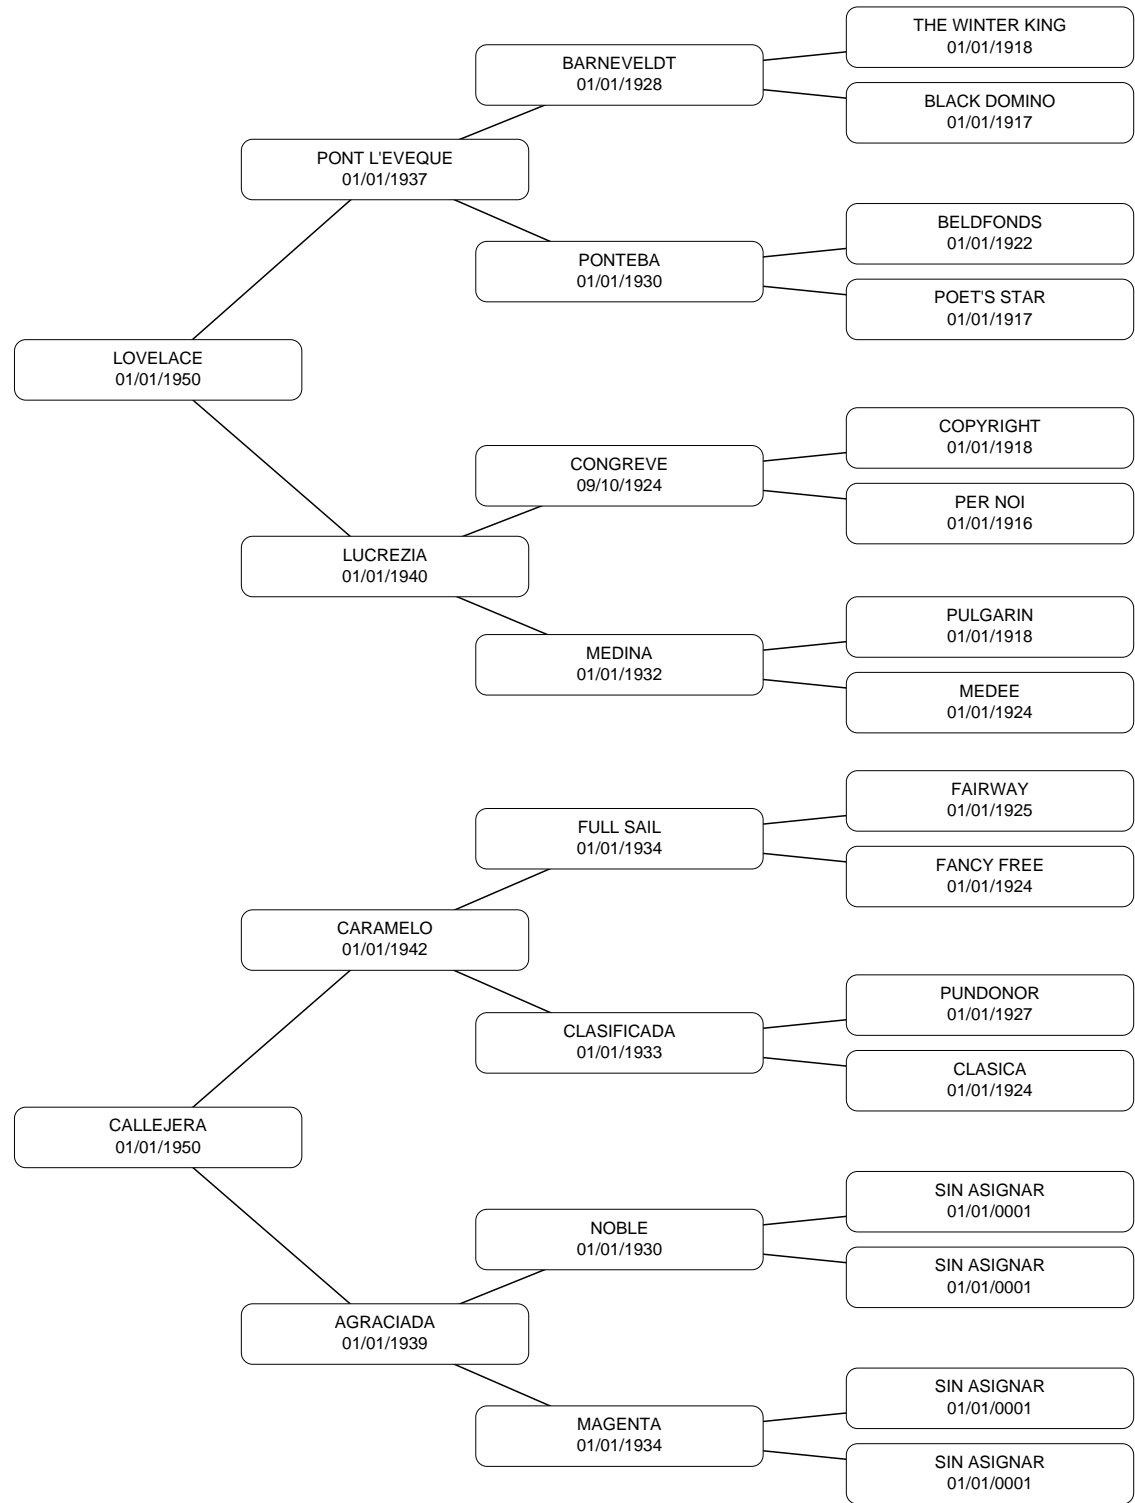 THE WINTER KING
01/01/1918
BARNEVELDT
01/01/1928
BLACK DOMINO
01/01/1917
PONT L'EVEQUE
01/01/1937
BELDFONDS
01/01/1922
PONTEBA
01/01/1930
POET'S STAR
01/01/1917
LOVELACE
01/01/1950
COPYRIGHT
01/01/1918
CONGREVE
09/10/1924
PER NOI
01/01/1916
LUCREZIA
01/01/1940
PULGARIN
01/01/1918
MEDINA
01/01/1932
MEDEE
01/01/1924
FAIRWAY
01/01/1925
FULL SAIL
01/01/1934
FANCY FREE
01/01/1924
CARAMELO
01/01/1942
PUNDONOR
01/01/1927
CLASIFICADA
01/01/1933
CLASICA
01/01/1924
CALLEJERA
01/01/1950
SIN ASIGNAR
01/01/0001
NOBLE
01/01/1930
SIN ASIGNAR
01/01/0001
AGRACIADA
01/01/1939
SIN ASIGNAR
01/01/0001
MAGENTA
01/01/1934
SIN ASIGNAR
01/01/0001